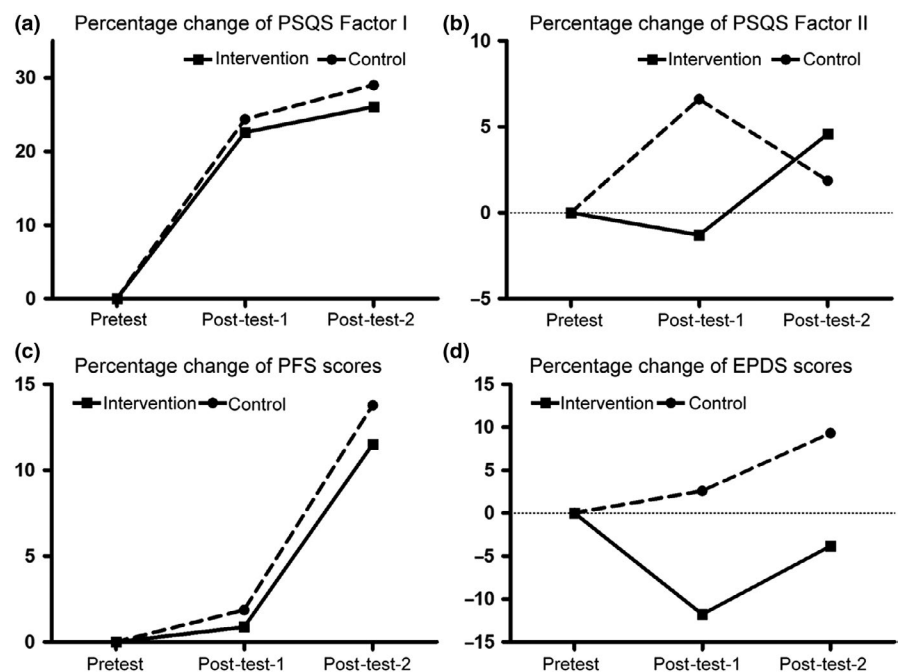 (a) Percentage change of PSQS Factor I
Intervention Control
30
20
10
0
Pretest Post-test-1 Post-test-2
(b) Percentage change of PSQS Factor II
10
Intervention Control
5
0
–5
Pretest Post-test-1 Post-test-2
(c) Percentage change of PFS scores
15
Intervention Control
10
5
0
Pretest Post-test-1 Post-test-2
(d) Percentage change of EPDS scores
15
Intervention Control
10
5
0
–5
–10
–15
Pretest Post-test-1 Post-test-2